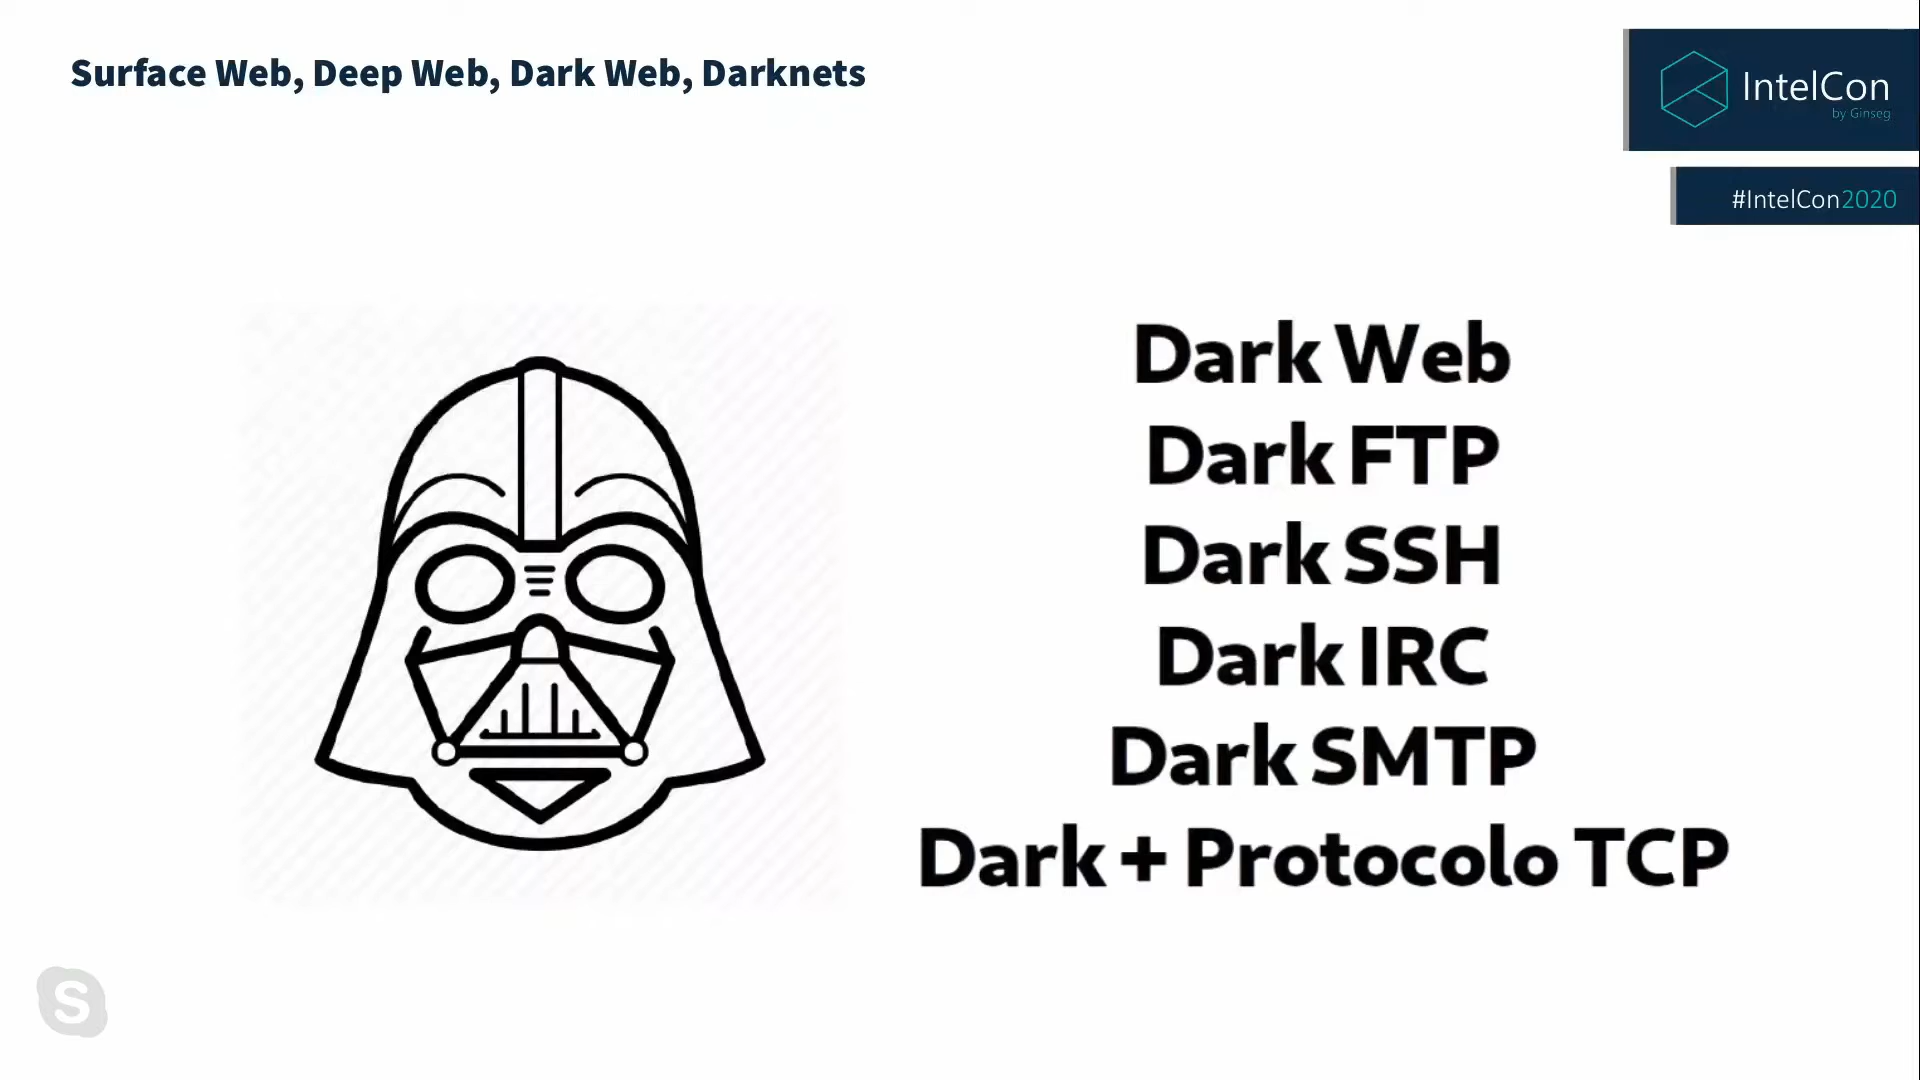 Surface Web, Deep Web, Dark Web, Darknets
IntelCon
by Ginseg
#IntelCon2020
Dark Web
Dark FTP
Dark SSH
Dark IRC
Dark SMTP
Dark + Protocolo TCP
S